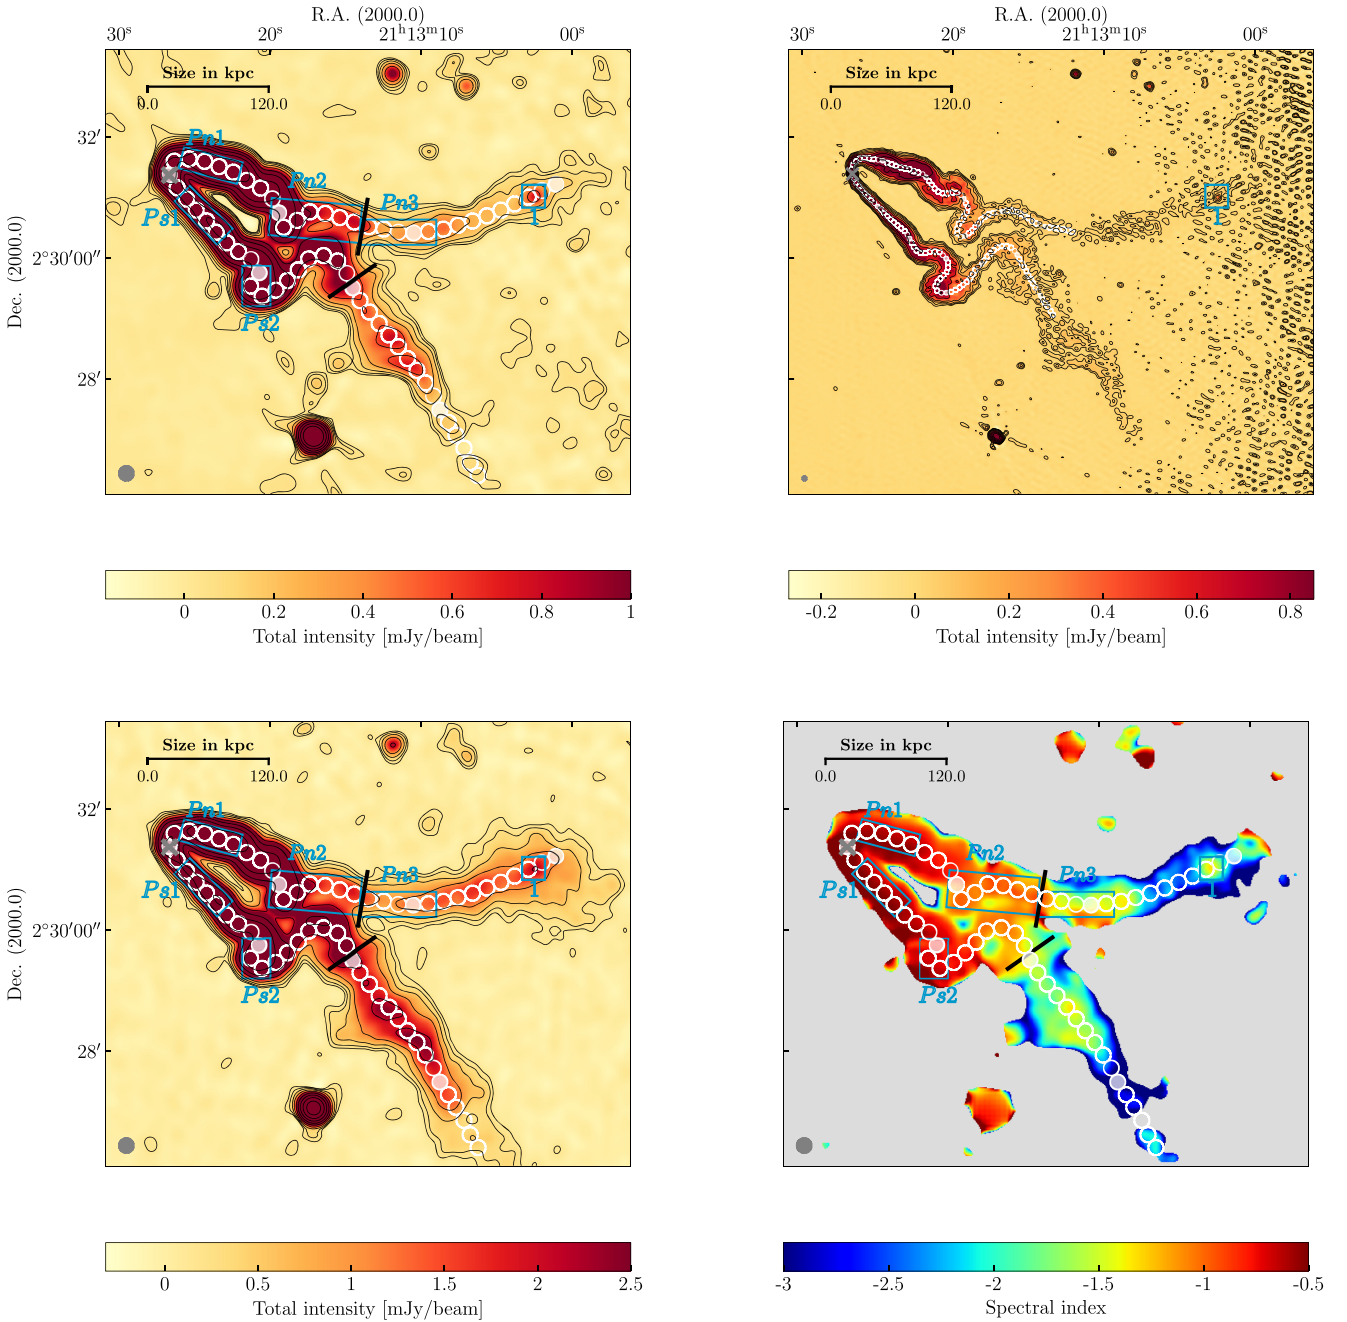 R.A. (2000.0)
30ˢ 20ˢ 21ʰ13ᵐ10ˢ 00ˢ
Size in kpc
0.0 120.0
Dec. (2000.0)
32′
2°30′00″
28′
Pn1
Pn2
Pn3
Ps1
Ps2
1
0 0.2 0.4 0.6 0.8 1
Total intensity [mJy/beam]
R.A. (2000.0)
30ˢ 20ˢ 21ʰ13ᵐ10ˢ 00ˢ
Size in kpc
0.0 120.0
1
-0.2 0 0.2 0.4 0.6 0.8
Total intensity [mJy/beam]
Size in kpc
0.0 120.0
Dec. (2000.0)
32′
2°30′00″
28′
Pn1
Pn2
Pn3
Ps1
Ps2
1
0 0.5 1 1.5 2 2.5
Total intensity [mJy/beam]
Size in kpc
0.0 120.0
Pn1
Pn2
Pn3
Ps1
Ps2
1
-3 -2.5 -2 -1.5 -1 -0.5
Spectral index